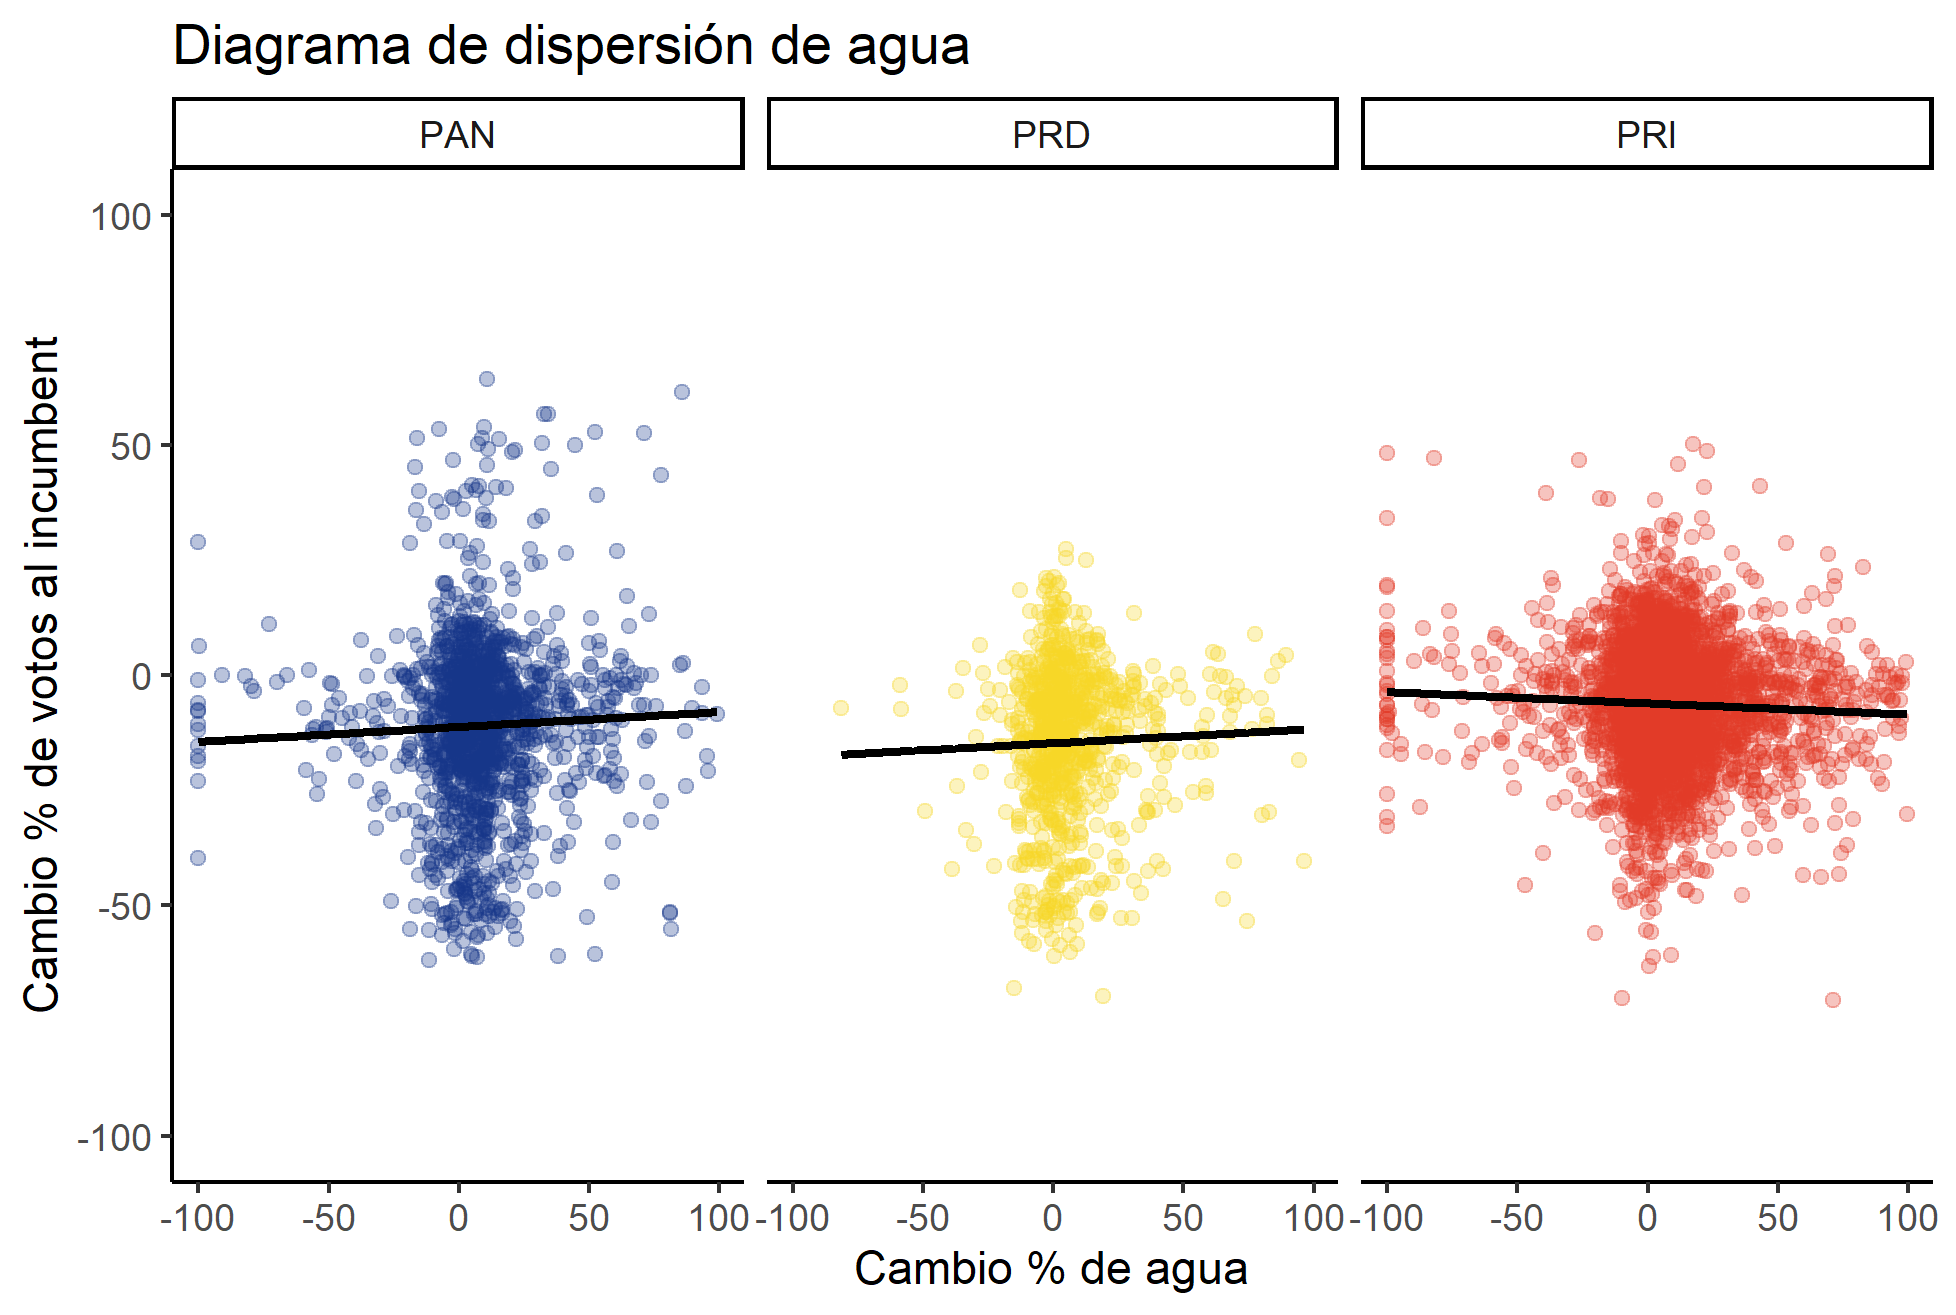 Diagrama de dispersión de agua
PAN
PRD
PRI
Cambio % de votos al incumbent
100
50
0
-50
-100
-100 -50 0 50 100
-100 -50 0 50 100
-100 -50 0 50 100
Cambio % de agua